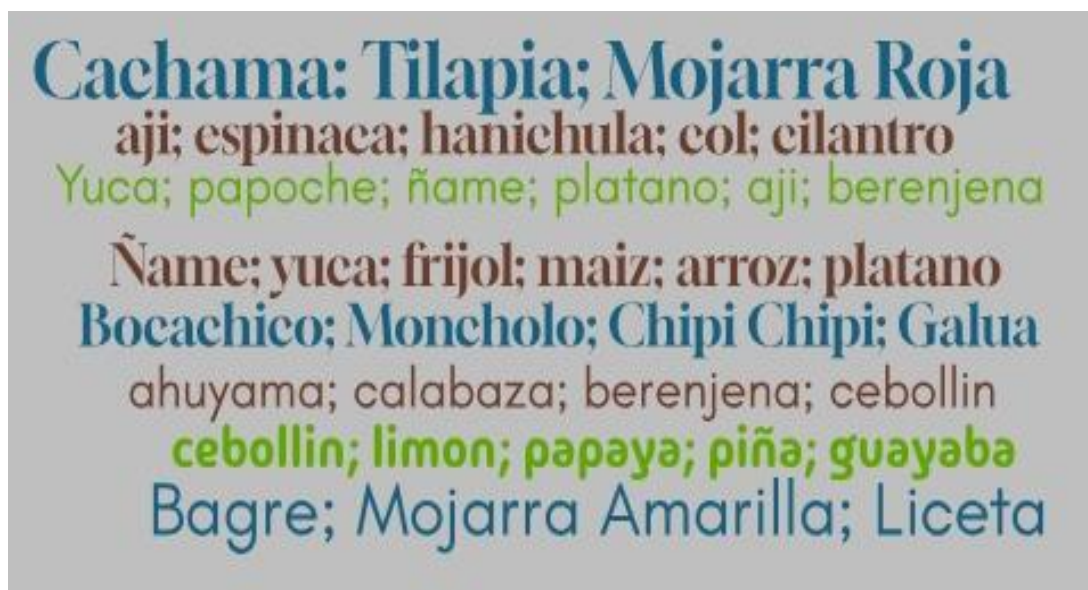 Cachama: Tilapia; Mojarra Roja
aji; espinaca; hanichula; col; cilantro
Yuca; papoche; ñame; platano; aji; berenjena
Ñame; yuca; frijol; maiz; arroz; platano
Bocachico; Moncholo; Chipi Chipi; Galua
ahuyama; calabaza; berenjena; cebollin
cebollin; limon; papaya; piña; guayaba
Bagre; Mojarra Amarilla; Liceta